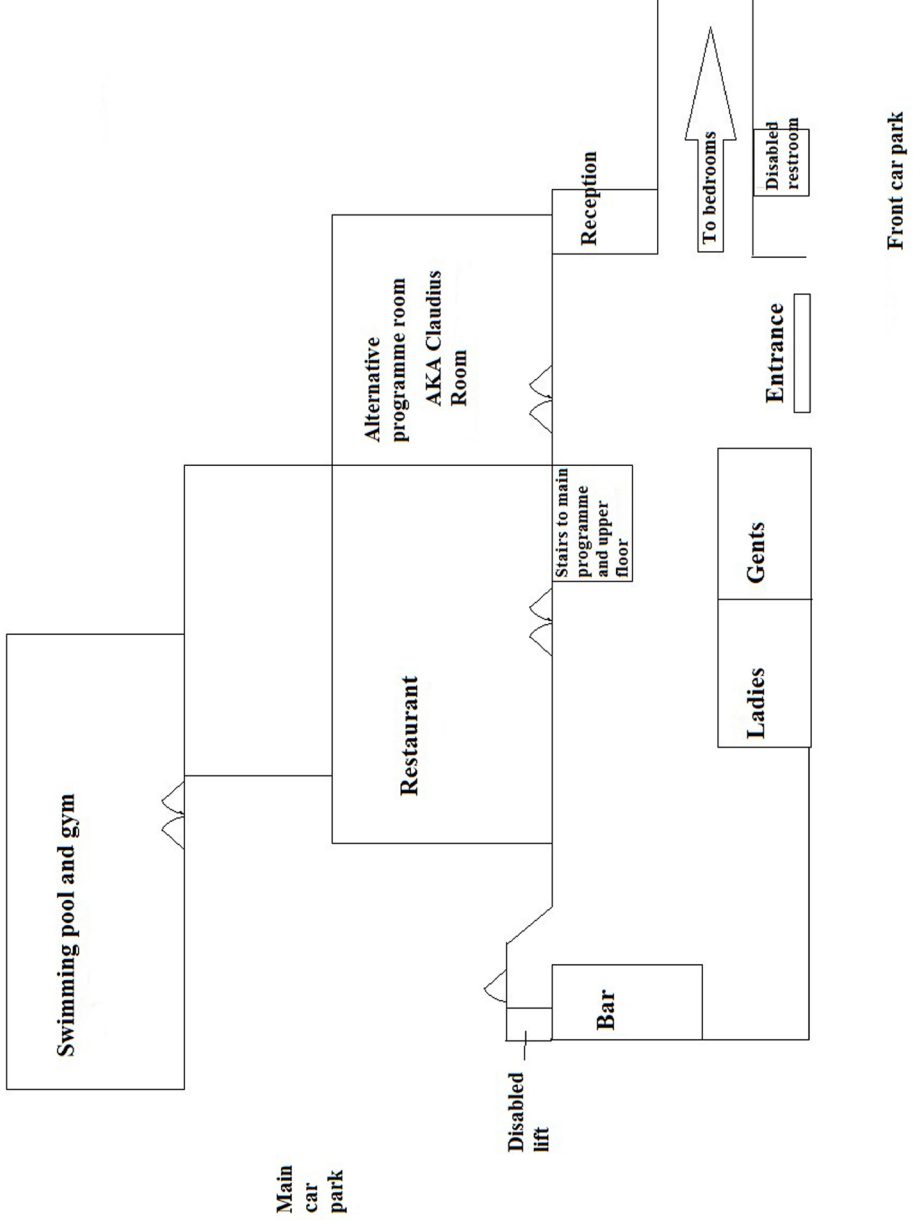 Swimming pool and gym
Main
car
park
Restaurant
Alternative
programme room
AKA Claudius
Room
Disabled
lift
Bar
Stairs to main
programme
and upper
floor
Reception
Ladies
Gents
To bedrooms
Entrance
Disabled
restroom
Front car park